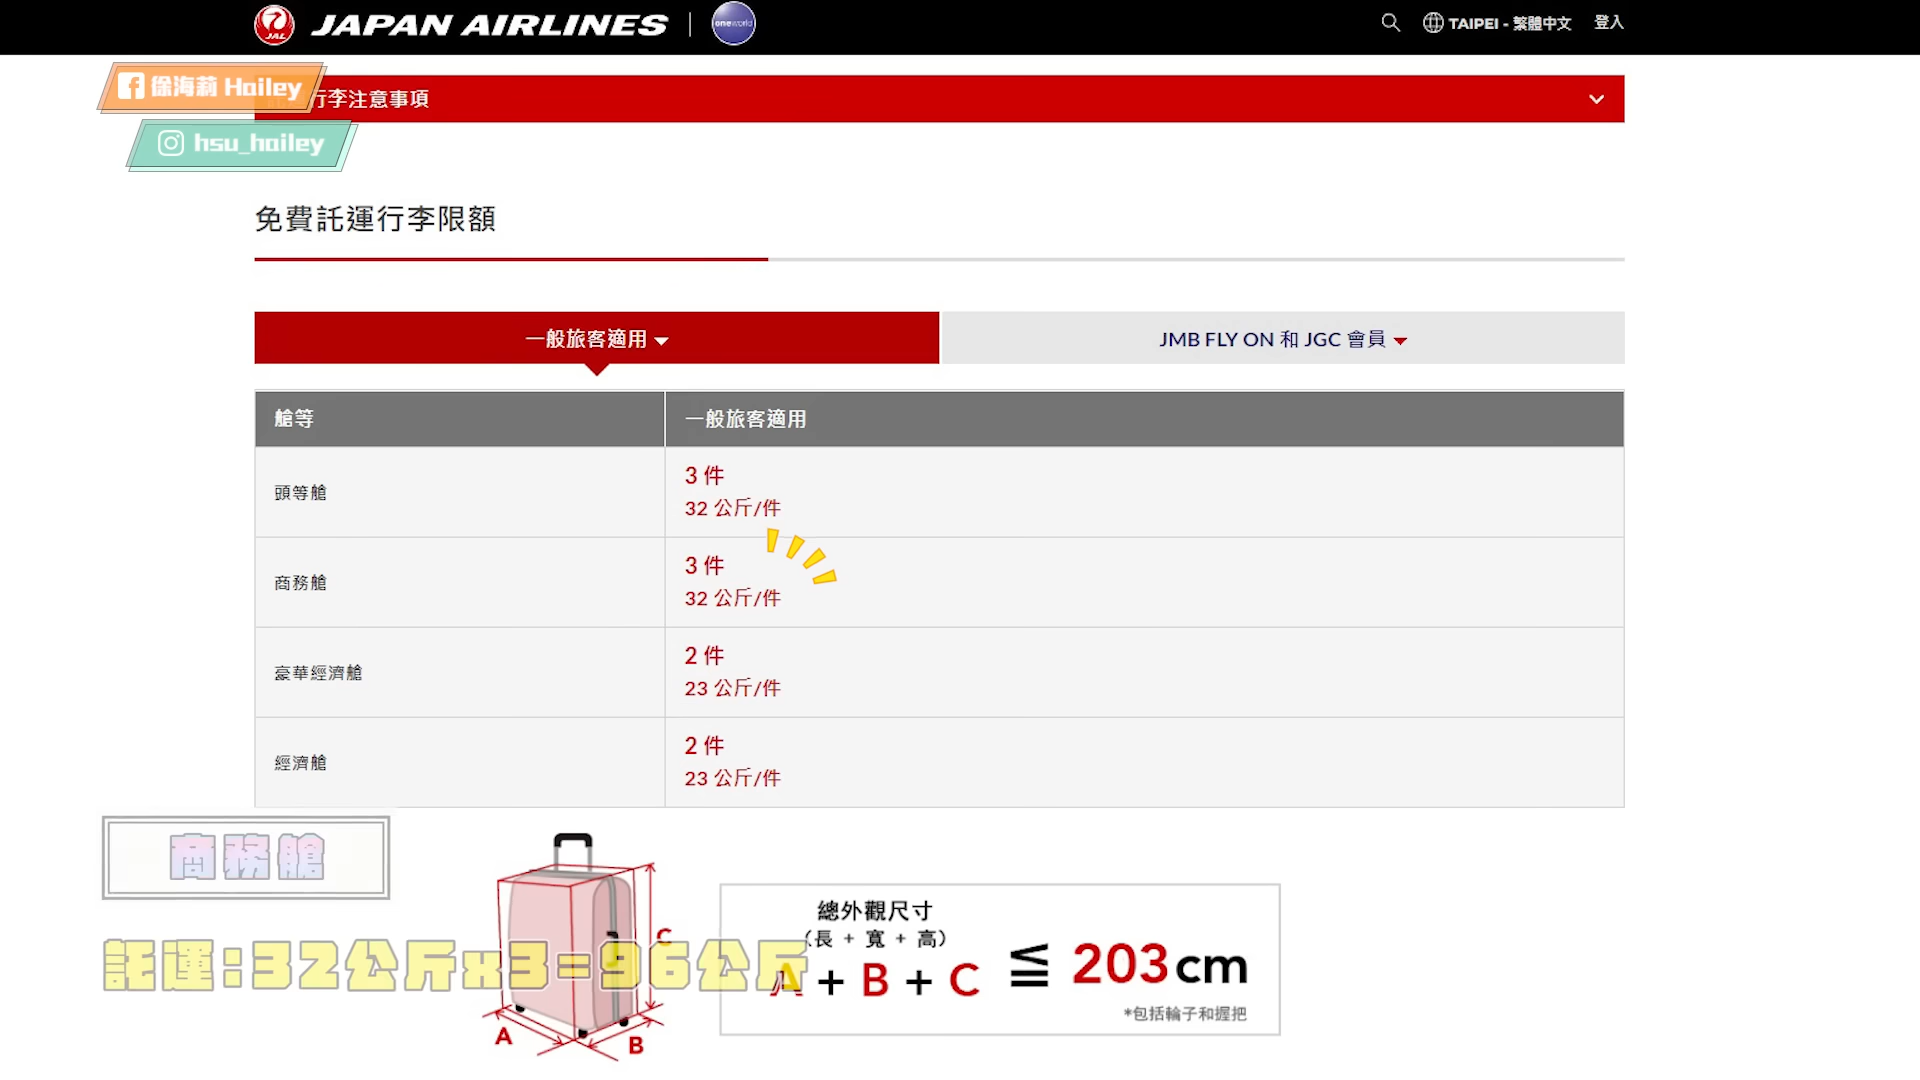 JAL
JAPAN AIRLINES
oneworld
TAIPEI - 繁體中文
登入
徐海莉 Hailey
行李注意事項
hsu_hailey
免費託運行李限額
一般旅客適用
JMB FLY ON 和 JGC 會員
艙等
一般旅客適用
頭等艙
3 件
32 公斤/件
商務艙
3 件
32 公斤/件
豪華經濟艙
2 件
23 公斤/件
經濟艙
2 件
23 公斤/件
商務艙
託運:32公斤x3=96公斤
C
A
B
總外觀尺寸
(長 + 寬 + 高)
A + B + C ≦ 203cm
*包括輪子和握把